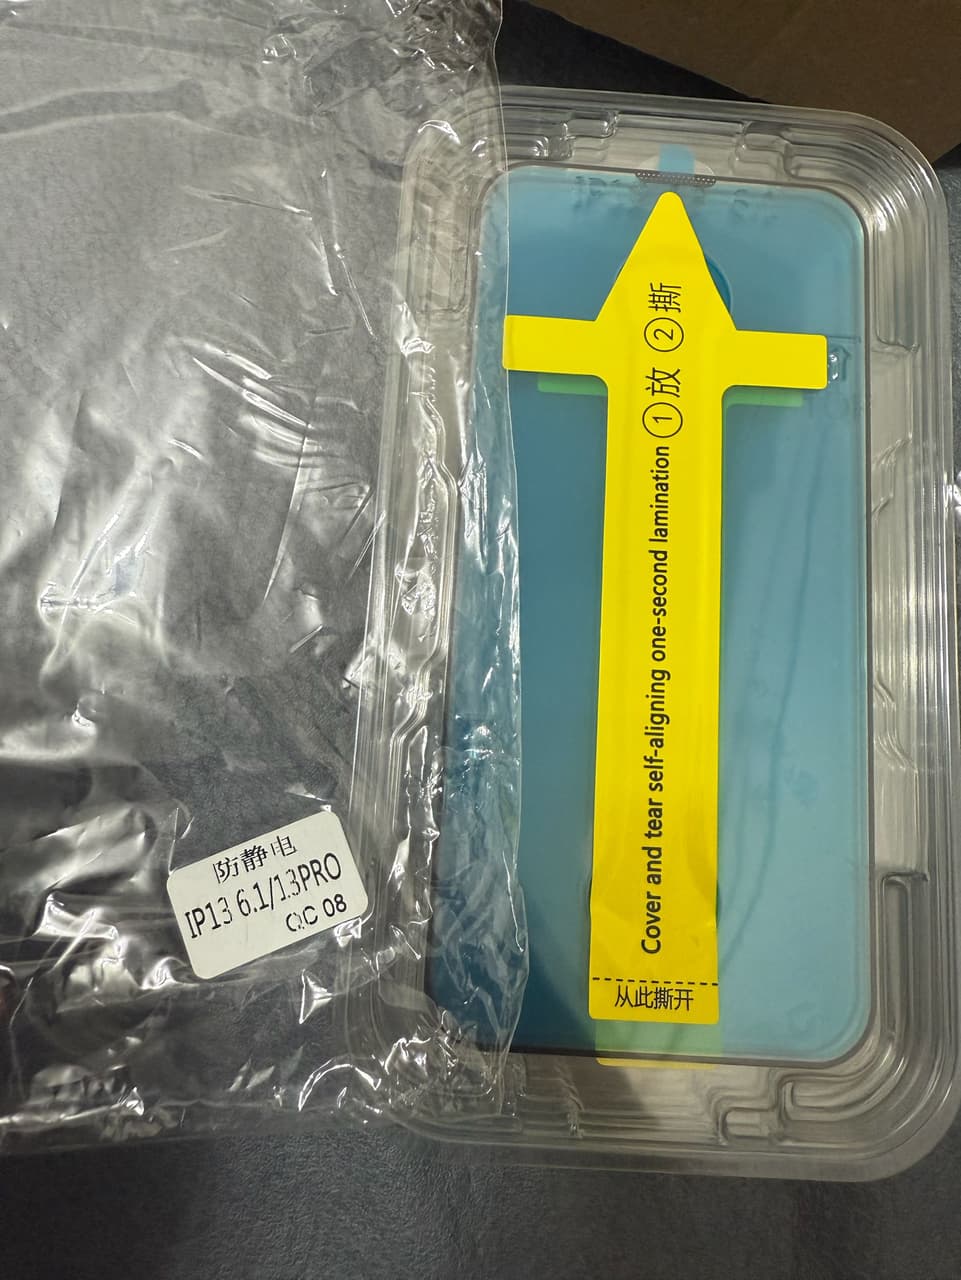 防静电
IP13 6.1/13PRO
QC 08
Cover and tear self-aligning one-second lamination ①放 ②撕
从此撕开